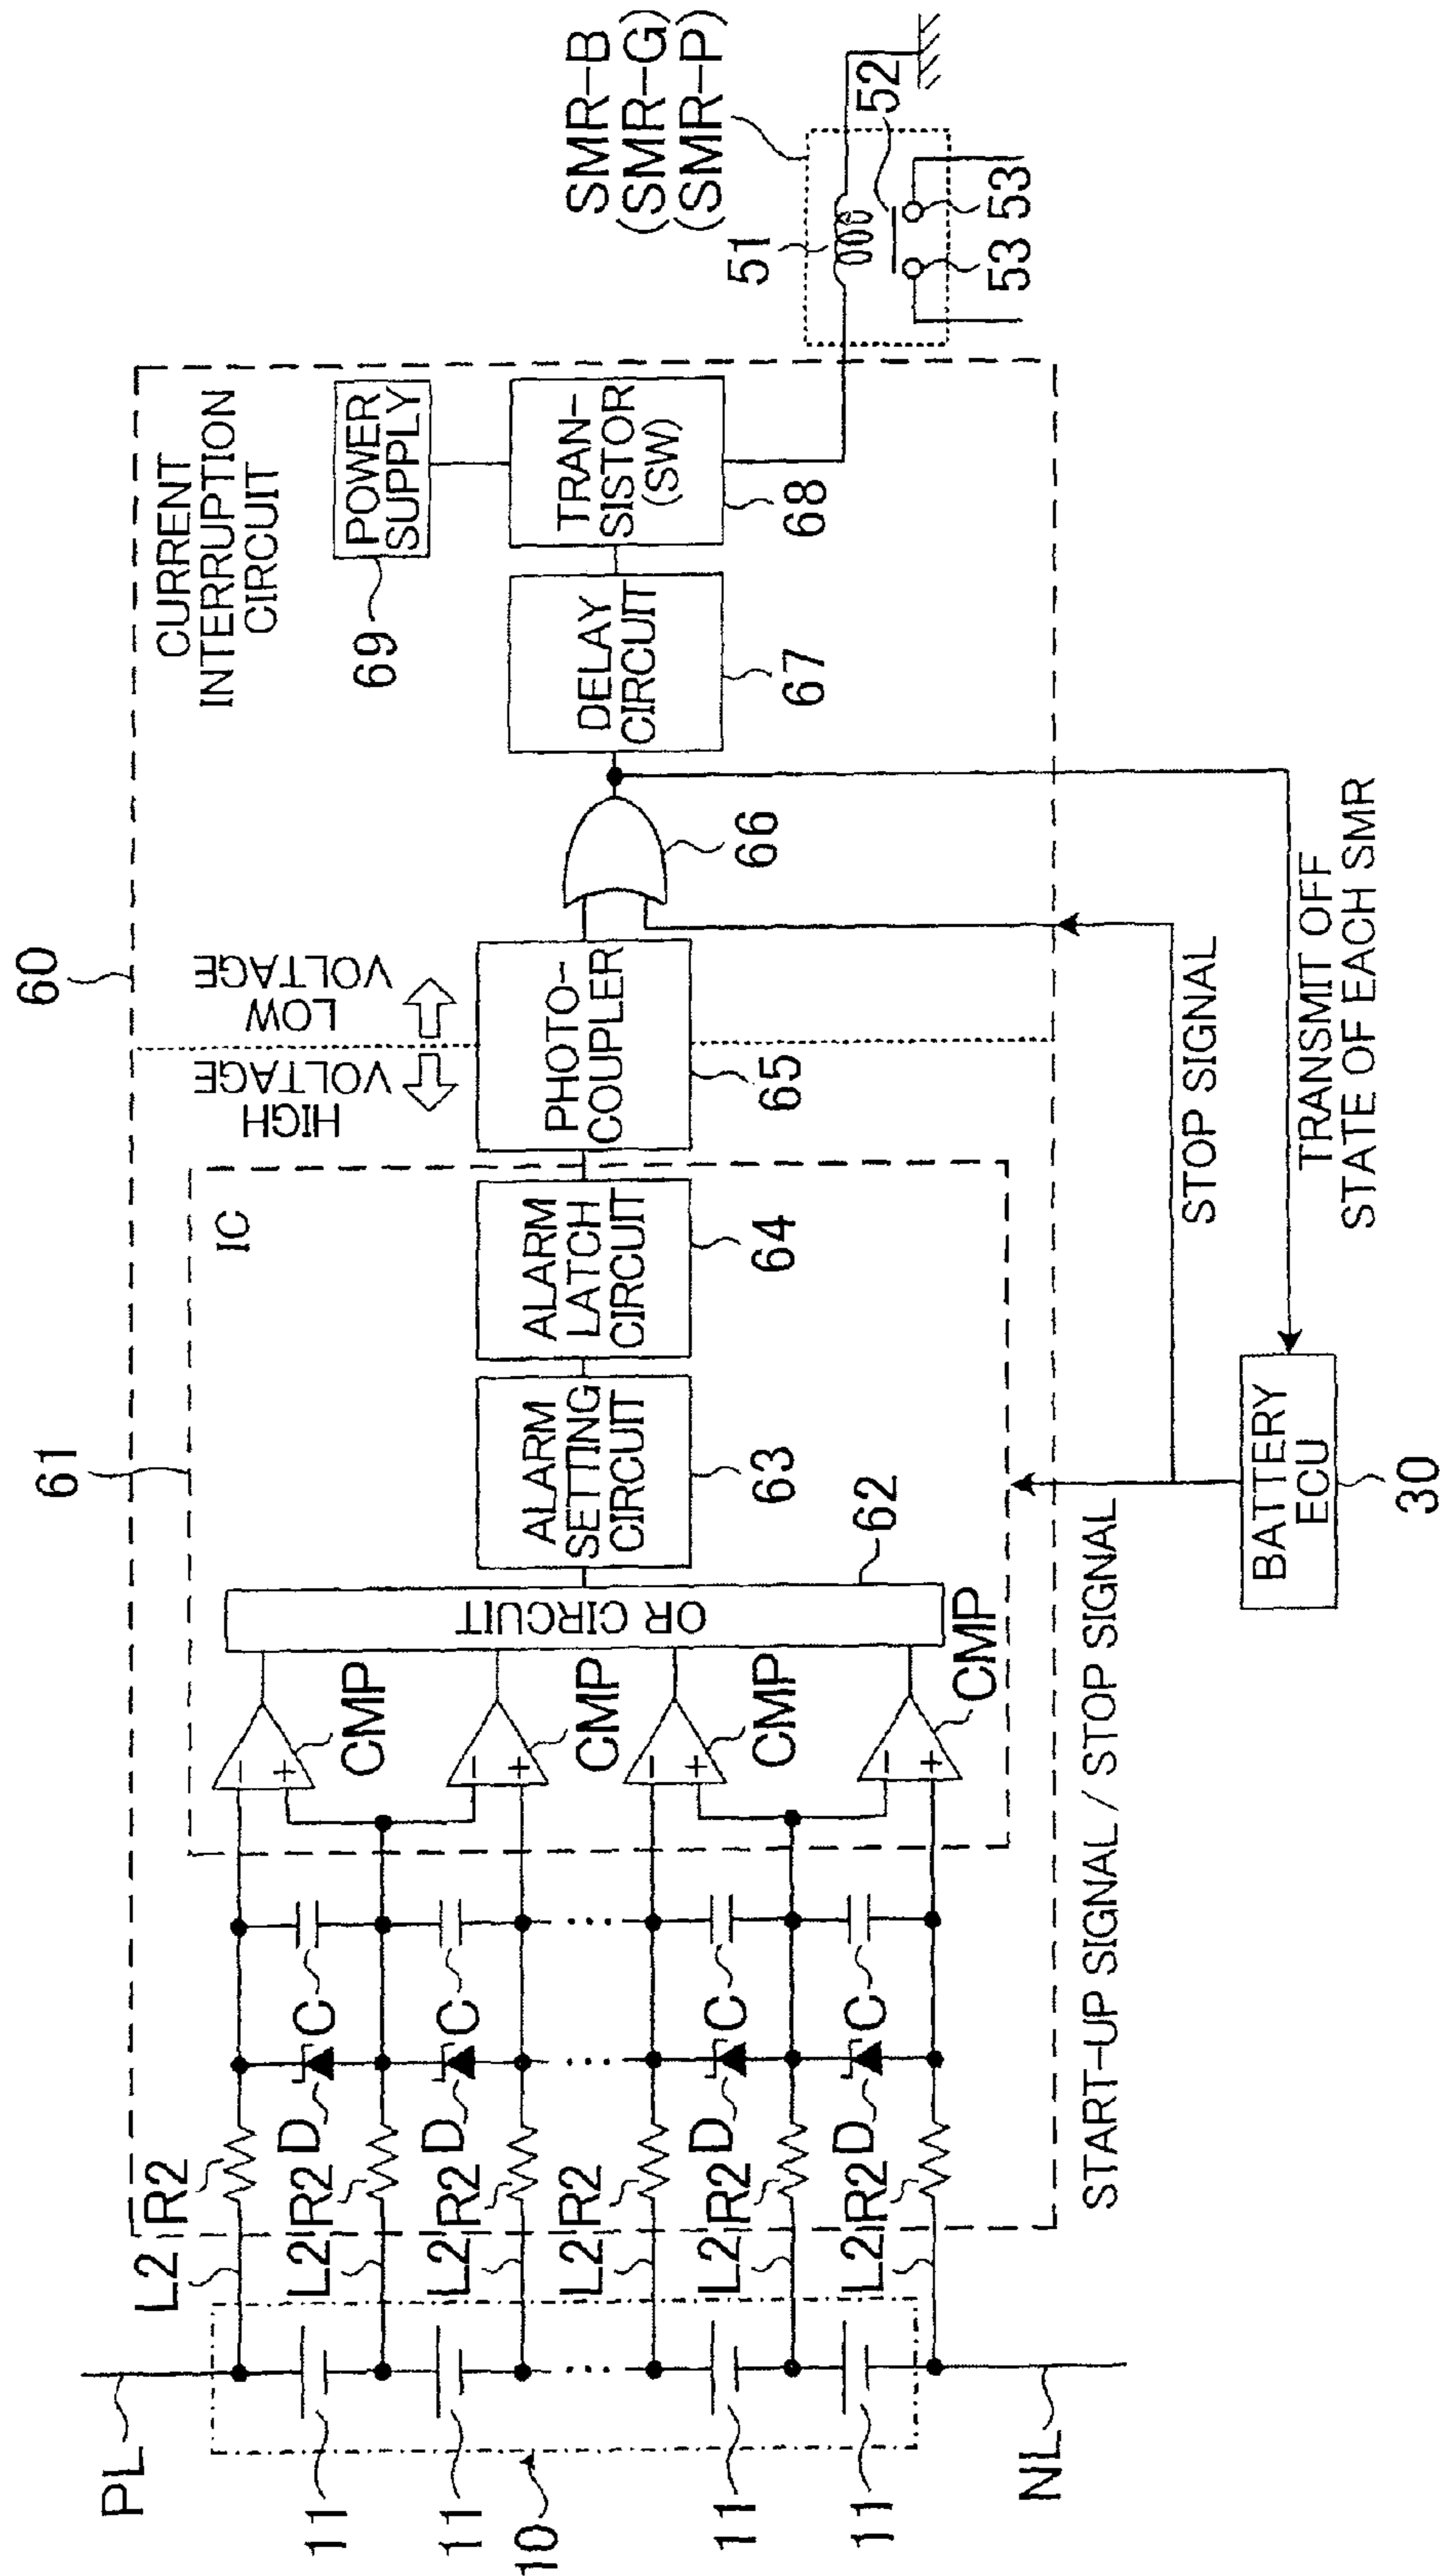 60
61
CURRENT
INTERRUPTION
CIRCUIT
HIGH
VOLTAGE
LOW
VOLTAGE
IC
POWER
SUPPLY
69
SMR-B
(SMR-G)
(SMR-P)
PL
L2
R2
11
D
C
L2
R2
11
D
C
L2
R2
L2
R2
11
D
C
L2
R2
11
D
C
L2
R2
10
NL
-
+
CMP
-
+
CMP
-
+
CMP
-
+
CMP
OR CIRCUIT
62
ALARM
SETTING
CIRCUIT
63
ALARM
LATCH
CIRCUIT
64
PHOTO-
COUPLER
65
66
DELAY
CIRCUIT
67
TRAN-
SISTOR
(SW)
68
51
52
53
53
START-UP SIGNAL / STOP SIGNAL
STOP SIGNAL
TRANSMIT OFF
STATE OF EACH SMR
BATTERY
ECU
30